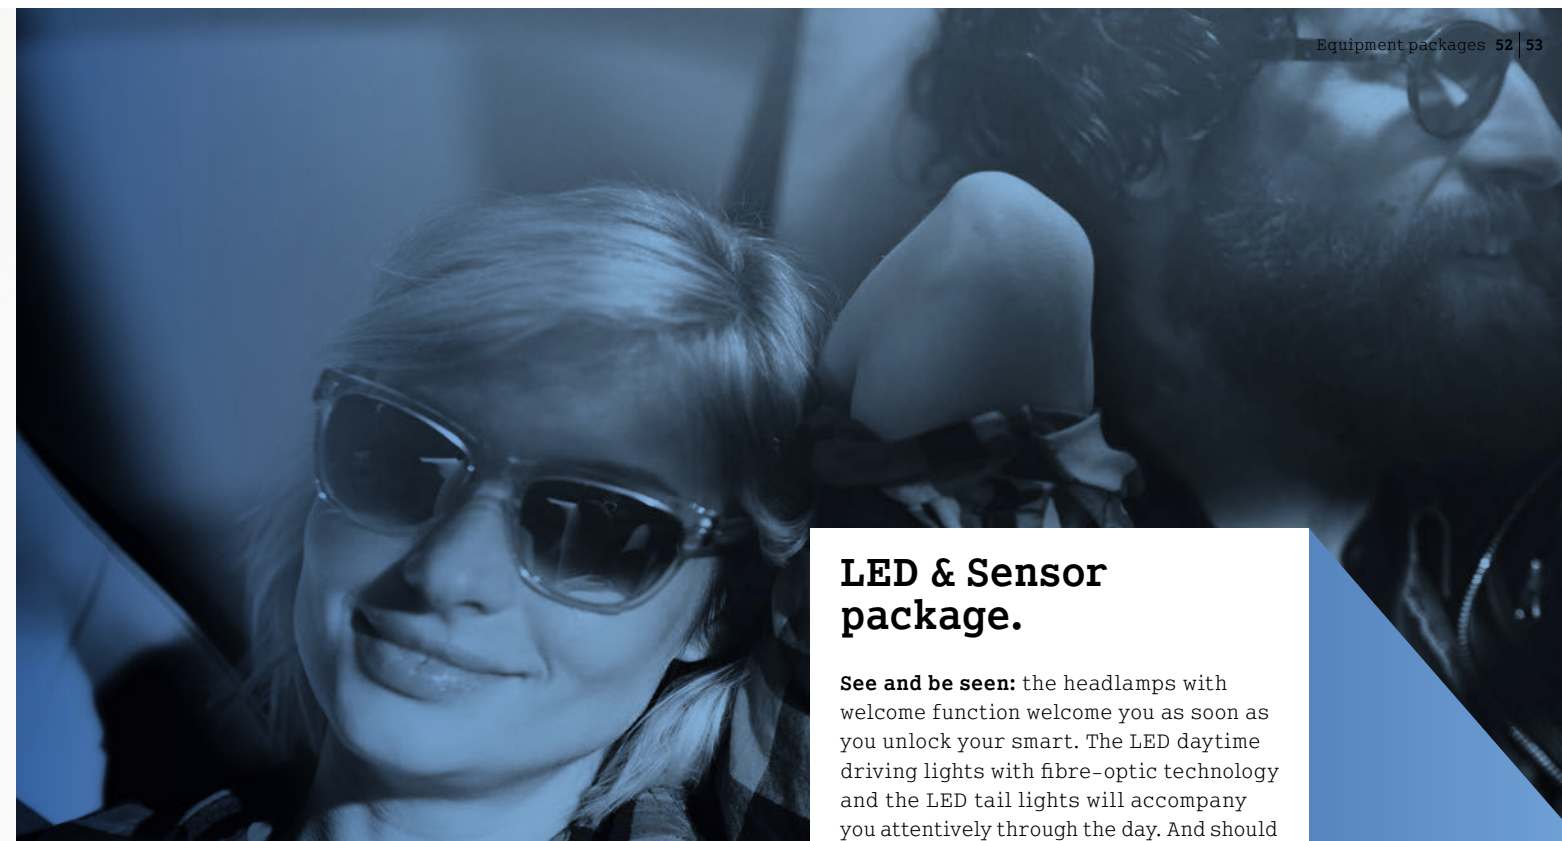 Equipment packages 52 53
LED & Sensor
package.
See and be seen: the headlamps with
welcome function welcome you as soon as
you unlock your smart. The LED daytime
driving lights with fibre-optic technology
and the LED tail lights will accompany
you attentively through the day. And should